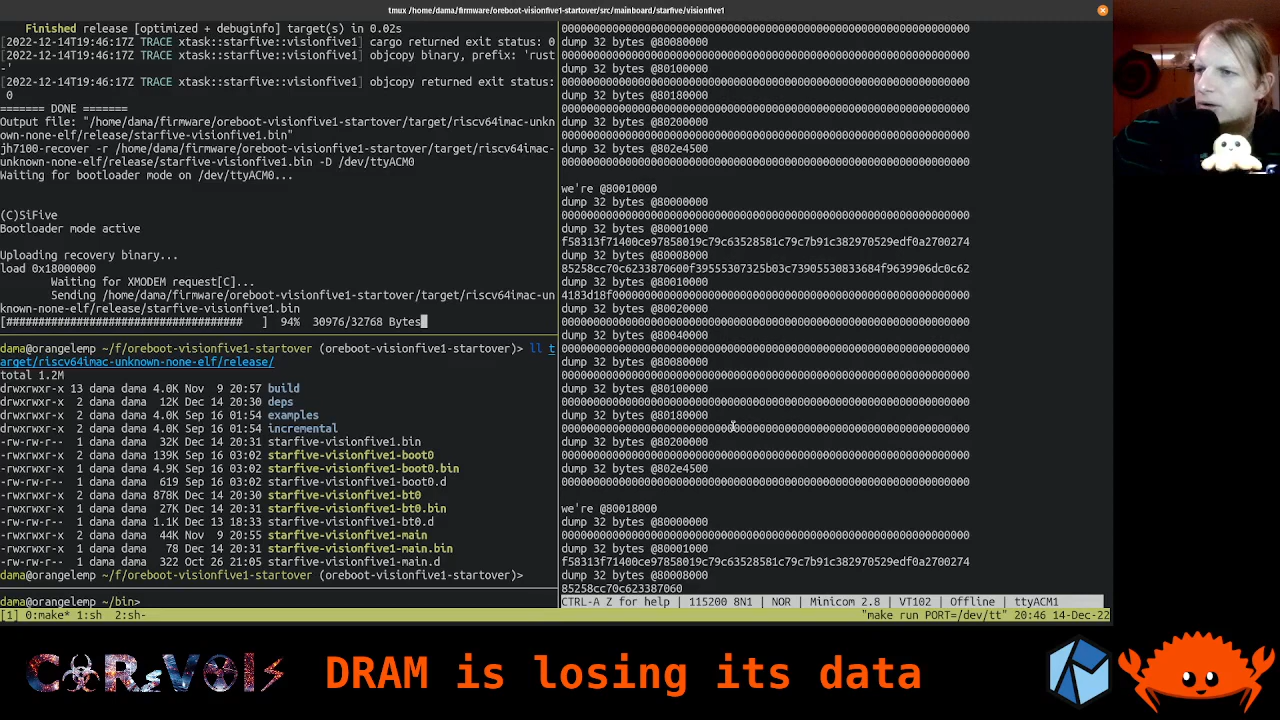 tmux /home/dama/firmware/oreboot-visionfive1-startover/src/mainboard/starfive/visionfive1
Finished release [optimized + debuginfo] target(s) in 0.02s
[2022-12-14T19:46:17Z TRACE xtask::starfive::visionfive1] cargo returned exit status: 0
[2022-12-14T19:46:17Z TRACE xtask::starfive::visionfive1] objcopy binary, prefix: 'rust
-'
[2022-12-14T19:46:17Z TRACE xtask::starfive::visionfive1] objcopy returned exit status:
0
======= DONE =======
Output file: "/home/dama/firmware/oreboot-visionfive1-startover/target/riscv64imac-unkn
own-none-elf/release/starfive-visionfive1.bin"
jh7100-recover -r /home/dama/firmware/oreboot-visionfive1-startover/target/riscv64imac-
unknown-none-elf/release/starfive-visionfive1.bin -D /dev/ttyACM0
Waiting for bootloader mode on /dev/ttyACM0...
(C)SiFive
Bootloader mode active
Uploading recovery binary...
load 0x18000000
Waiting for XMODEM request[C]...
Sending /home/dama/firmware/oreboot-visionfive1-startover/target/riscv64imac-un
known-none-elf/release/starfive-visionfive1.bin
[##################################### ] 94% 30976/32768 Bytes
dama@orangelemp ~/f/oreboot-visionfive1-startover (oreboot-visionfive1-startover)> ll t
arget/riscv64imac-unknown-none-elf/release/
total 1.2M
drwxrwxr-x 13 dama dama 4.0K Nov 9 20:57 build
drwxrwxr-x 2 dama dama 12K Dec 14 20:30 deps
drwxrwxr-x 2 dama dama 4.0K Sep 16 01:54 examples
drwxrwxr-x 2 dama dama 4.0K Sep 16 01:54 incremental
-rw-rw-r-- 1 dama dama 32K Dec 14 20:31 starfive-visionfive1.bin
-rwxrwxr-x 2 dama dama 139K Sep 16 03:02 starfive-visionfive1-boot0
-rwxrwxr-x 1 dama dama 4.9K Sep 16 03:02 starfive-visionfive1-boot0.bin
-rw-rw-r-- 1 dama dama 619 Sep 16 03:02 starfive-visionfive1-boot0.d
-rwxrwxr-x 2 dama dama 878K Dec 14 20:30 starfive-visionfive1-bt0
-rwxrwxr-x 1 dama dama 27K Dec 14 20:31 starfive-visionfive1-bt0.bin
-rw-rw-r-- 1 dama dama 1.1K Dec 13 18:33 starfive-visionfive1-bt0.d
-rwxrwxr-x 2 dama dama 44K Nov 9 20:55 starfive-visionfive1-main
-rwxrwxr-x 1 dama dama 78 Dec 14 20:31 starfive-visionfive1-main.bin
-rw-rw-r-- 1 dama dama 322 Oct 26 21:05 starfive-visionfive1-main.d
dama@orangelemp ~/f/oreboot-visionfive1-startover (oreboot-visionfive1-startover)>
dama@orangelemp ~/bin>
0000000000000000000000000000000000000000000000000000000000000000
dump 32 bytes @80080000
0000000000000000000000000000000000000000000000000000000000000000
dump 32 bytes @80100000
0000000000000000000000000000000000000000000000000000000000000000
dump 32 bytes @80180000
0000000000000000000000000000000000000000000000000000000000000000
dump 32 bytes @80200000
0000000000000000000000000000000000000000000000000000000000000000
dump 32 bytes @802e4500
0000000000000000000000000000000000000000000000000000000000000000
we're @80010000
dump 32 bytes @80000000
0000000000000000000000000000000000000000000000000000000000000000
dump 32 bytes @80001000
f58313f71400ce97858019c79c63528581c79c7b91c382970529edf0a2700274
dump 32 bytes @80008000
85258cc70c6233870600f39555307325b03c73905530833684f9639906dc0c62
dump 32 bytes @80010000
4183d18f00000000000000000000000000000000000000000000000000000000
dump 32 bytes @80020000
0000000000000000000000000000000000000000000000000000000000000000
dump 32 bytes @80040000
0000000000000000000000000000000000000000000000000000000000000000
dump 32 bytes @80080000
0000000000000000000000000000000000000000000000000000000000000000
dump 32 bytes @80100000
0000000000000000000000000000000000000000000000000000000000000000
dump 32 bytes @80180000
0000000000000000000000000000000000000000000000000000000000000000
dump 32 bytes @80200000
0000000000000000000000000000000000000000000000000000000000000000
dump 32 bytes @802e4500
0000000000000000000000000000000000000000000000000000000000000000
we're @80018000
dump 32 bytes @80000000
0000000000000000000000000000000000000000000000000000000000000000
dump 32 bytes @80001000
f58313f71400ce97858019c79c63528581c79c7b91c382970529edf0a2700274
dump 32 bytes @80008000
85258cc70c623387060
CTRL-A Z for help | 115200 8N1 | NOR | Minicom 2.8 | VT102 | Offline | ttyACM1
[1] 0:make* 1:sh 2:sh- "make run PORT=/dev/tt" 20:46 14-Dec-22
DRAM is losing its data